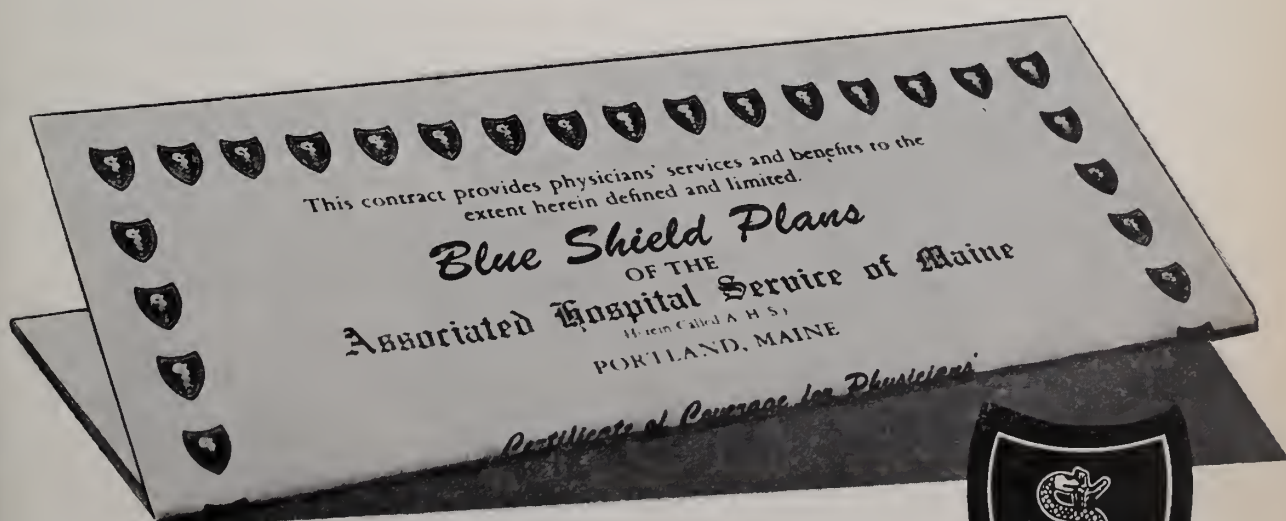 This contract provides physicians' services and benefits to the
extent herein defined and limited.
Blue Shield Plans
OF THE
Associated Hospital Service of Maine
Herein Called A. H. S.)
PORTLAND, MAINE
Certificate of Coverage for Physicians'